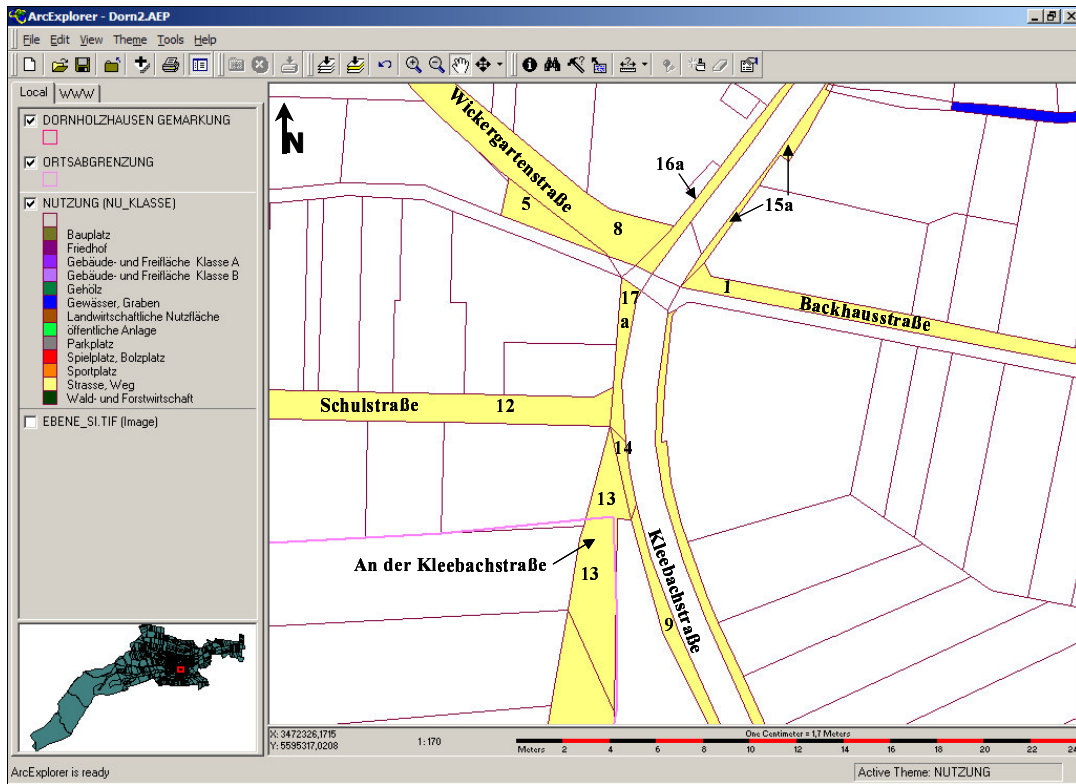 ArcExplorer - Dorn2.AEP
File Edit View Theme Tools Help
Local WWW
DORNHOLZHAUSEN GEMARKUNG
ORTSABGRENZUNG
NUTZUNG (NU_KLASSE)
Bauplatz
Friedhof
Gebäude- und Freifläche Klasse A
Gebäude- und Freifläche Klasse B
Gehölz
Gewässer, Graben
Landwirtschaftliche Nutzfläche
öffentliche Anlage
Parkplatz
Spielplatz, Bolzplatz
Sportplatz
Strasse, Weg
Wald- und Forstwirtschaft
EBENE_SI.TIF (Image)
N
Wickergartenstraße
16a
15a
5
8
1
Backhausstraße
17
a
Schulstraße 12
14
13
An der Kleebachstraße
13
Kleebachstraße
9
X: 3472326,1715
Y: 5595317,0208
1:170
One Centimeter = 1,7 Meters
Meters 2 4 6 8 10 12 14 16 18 20 22 24
ArcExplorer is ready
Active Theme: NUTZUNG